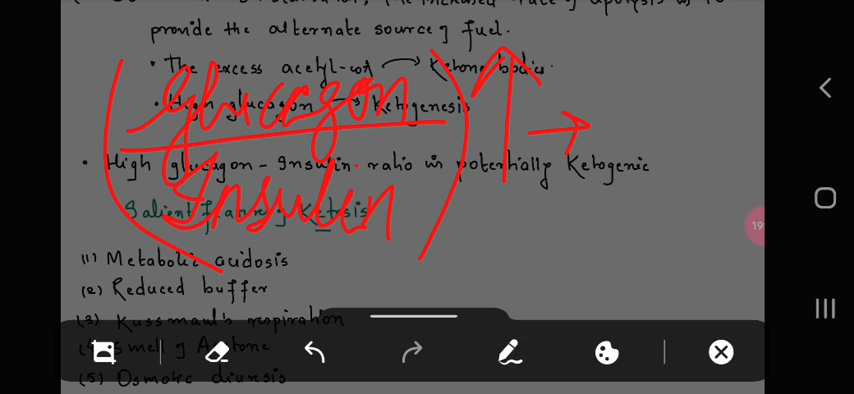 provide the alternate source of fuel.
• The excess acetyl-coA → Ketone bodies.
• High glucagon → Ketogenesis
Glucagon
Insulin
• High glucagon - Insulin ratio is potentially Ketogenic
Salient features of Ketosis
(1) Metabolic acidosis
(2) Reduced buffer
(3) Kussmaul's respiration
Smell of Acetone
(5) Osmotic diuresis
19